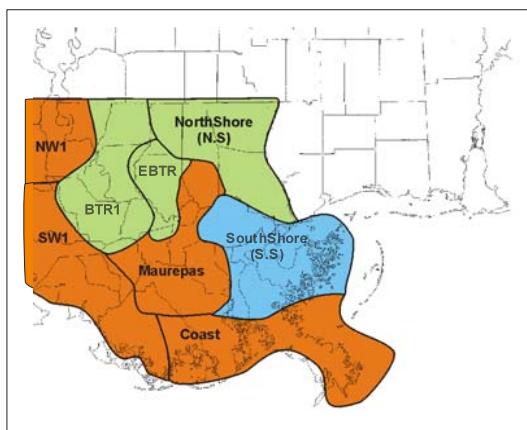 NorthShore
(N.S)
NW1
EBTR
BTR1
SW1
SouthShore
(S.S)
Maurepas
Coast